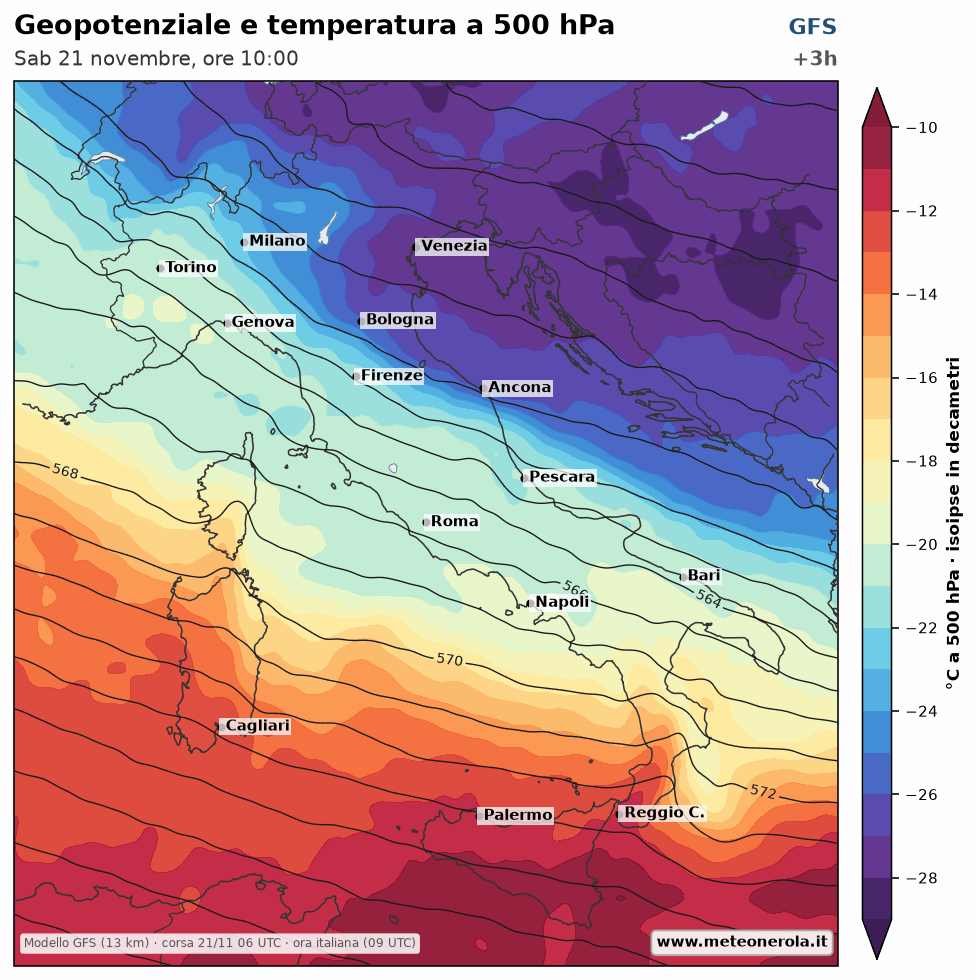 Geopotenziale e temperatura a 500 hPa
GFS
Sab 21 novembre, ore 10:00
+3h
Milano
Venezia
Torino
Genova
Bologna
Firenze
Ancona
568
Pescara
Roma
Bari
566
564
Napoli
570
Cagliari
572
Palermo
Reggio C.
−10
−12
−14
−16
−18
−20
−22
−24
−26
−28
°C a 500 hPa · isoipse in decametri
Modello GFS (13 km) · corsa 21/11 06 UTC · ora italiana (09 UTC)
www.meteonerola.it